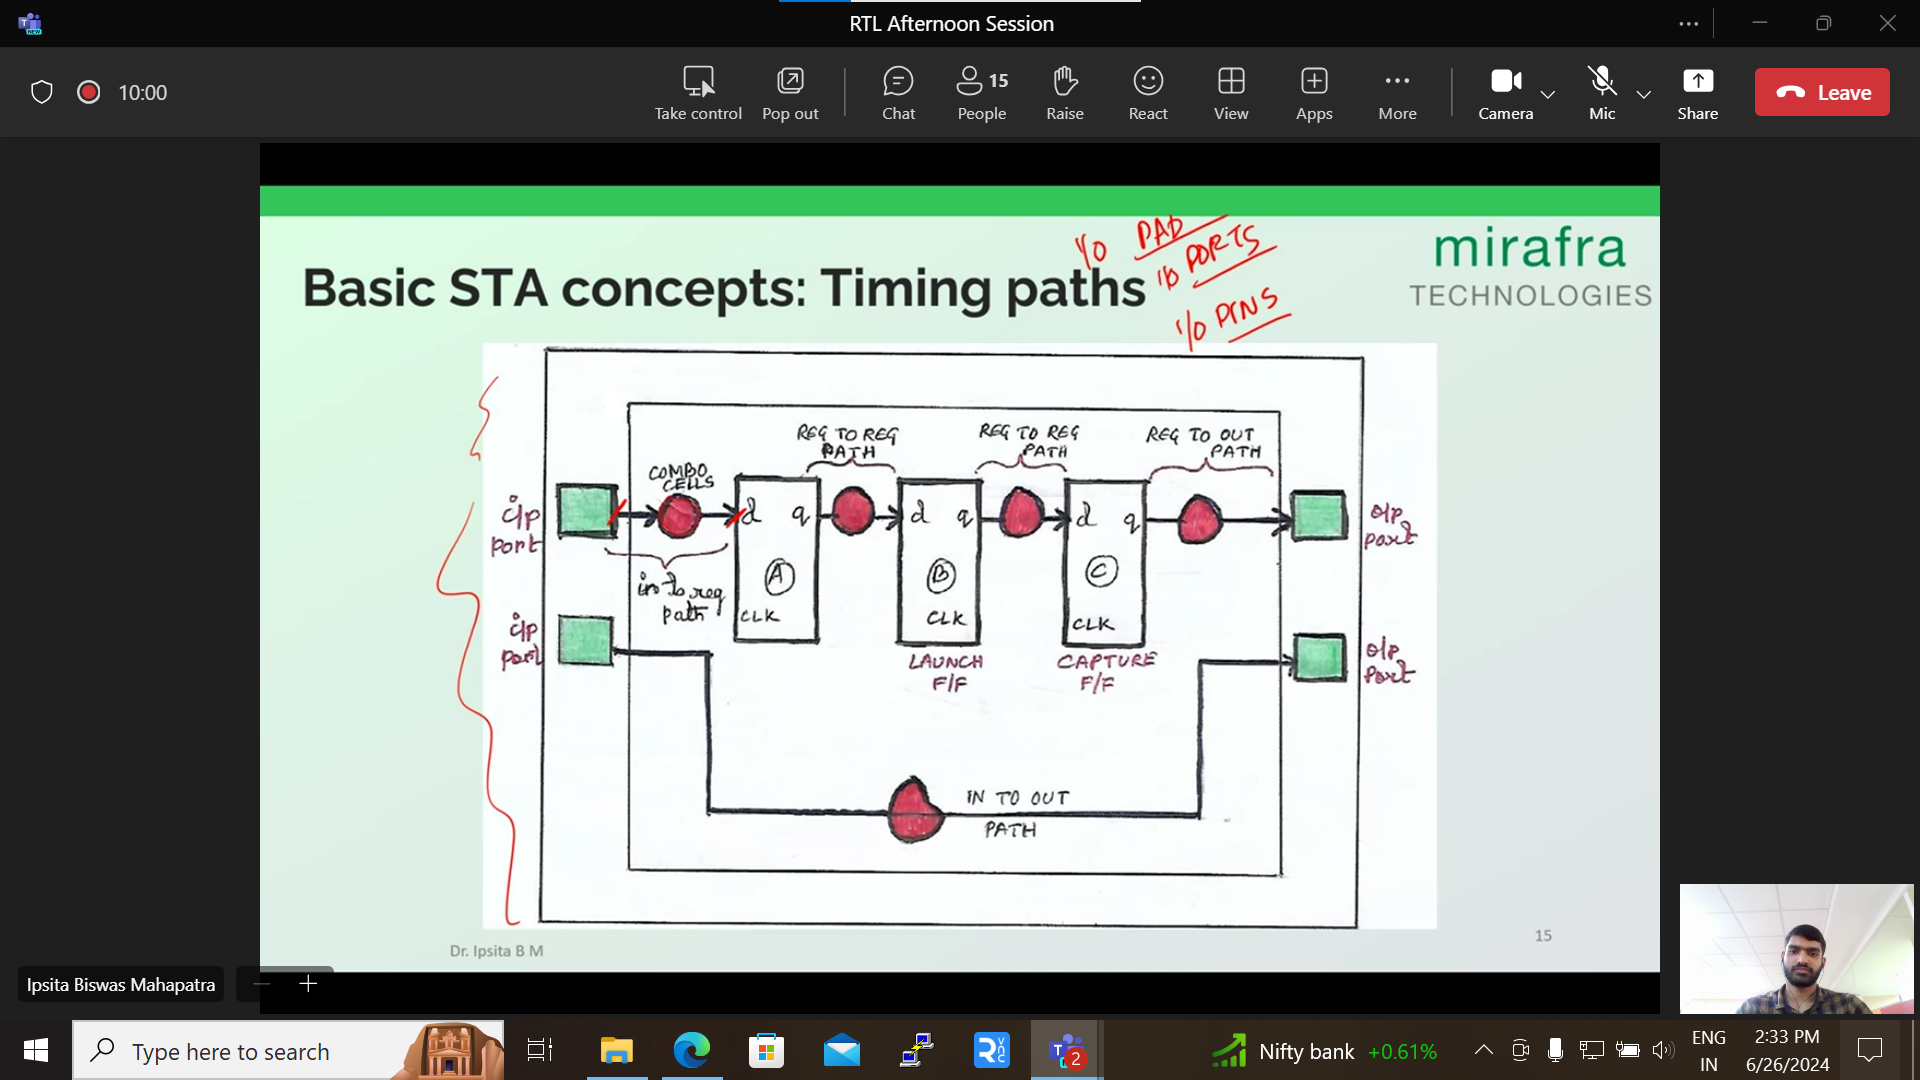 RTL Afternoon Session
10:00
Take control
Pop out
Chat
15
People
Raise
React
View
Apps
More
Camera
Mic
Share
Leave
I/O PAD
I/O PORTS
I/O PINS
mirafra
TECHNOLOGIES
Basic STA concepts: Timing paths
REG TO REG
PATH
REG TO REG
PATH
REG TO OUT
PATH
COMBO
CELLS
i/p
port
d q
d q
d q
o/p
port
in to reg
path
A
B
C
CLK
CLK
CLK
i/p
port
LAUNCH
F/F
CAPTURE
F/F
o/p
port
IN TO OUT
PATH
Dr. Ipsita B M
15
Ipsita Biswas Mahapatra
Type here to search
NEW
2
Nifty bank +0.61%
ENG
IN
2:33 PM
6/26/2024